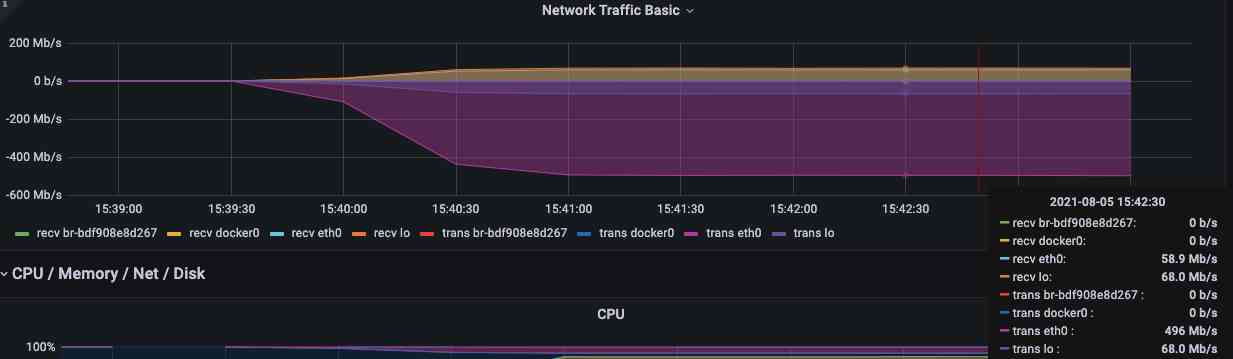 i
Network Traffic Basic
200 Mb/s
0 b/s
-200 Mb/s
-400 Mb/s
-600 Mb/s
15:39:00 15:39:30 15:40:00 15:40:30 15:41:00 15:41:30 15:42:00 15:42:30
recv br-bdf908e8d267 recv docker0 recv eth0 recv lo trans br-bdf908e8d267 trans docker0 trans eth0 trans lo
2021-08-05 15:42:30
recv br-bdf908e8d267: 0 b/s
recv docker0: 0 b/s
recv eth0: 58.9 Mb/s
recv lo: 68.0 Mb/s
trans br-bdf908e8d267 : 0 b/s
trans docker0 : 0 b/s
trans eth0 : 496 Mb/s
trans lo : 68.0 Mb/s
CPU / Memory / Net / Disk
CPU
100%